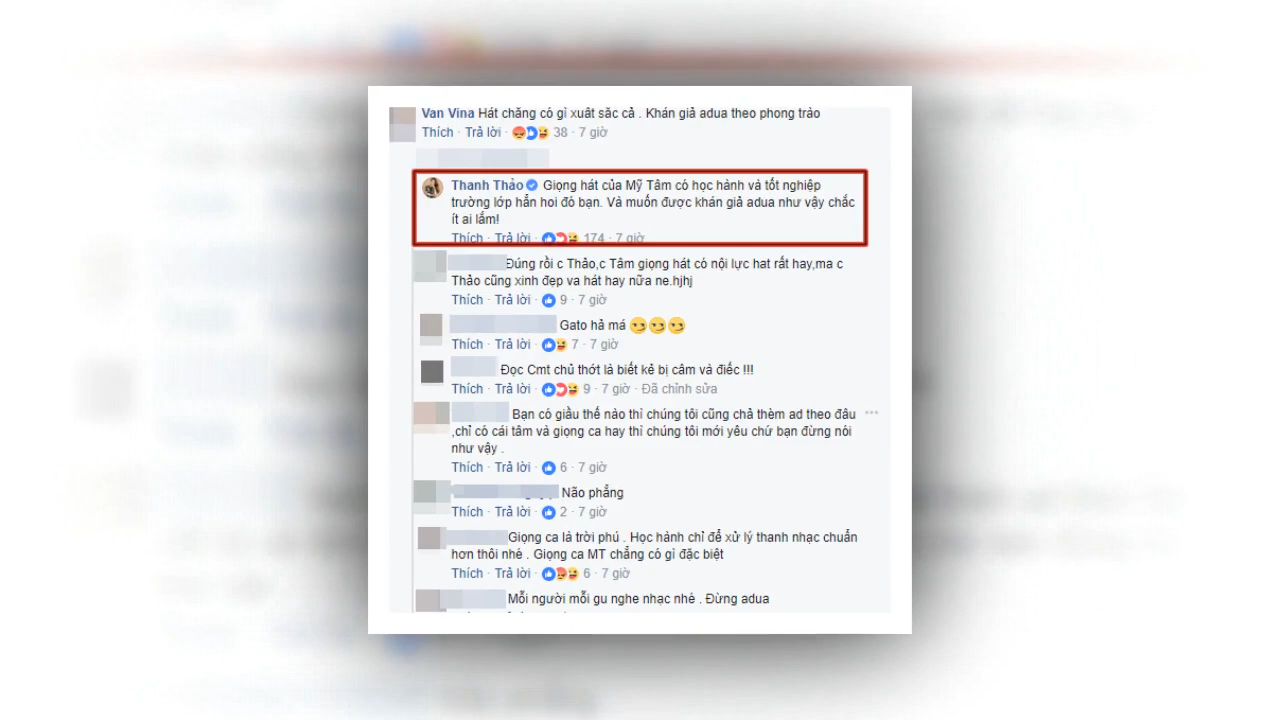 Van Vina Hát chăng có gì xuât săc cả . Khán giả adua theo phong trào
Thích · Trả lời · 38 · 7 giờ
Thanh Thảo Giọng hát của Mỹ Tâm có học hành và tốt nghiệp
trường lớp hẳn hoi đó bạn. Và muốn được khán giả adua như vậy chắc
ít ai lắm!
Thích · Trả lời · 174 · 7 giờ
Đúng rồi c Thảo,c Tâm giọng hát có nội lực hat rất hay,ma c
Thảo cũng xinh đẹp va hát hay nữa ne.hjhj
Thích · Trả lời · 9 · 7 giờ
Gato hả má
Thích · Trả lời · 7 · 7 giờ
Đọc Cmt chủ thớt là biết kẻ bị câm và điếc !!!
Thích · Trả lời · 9 · 7 giờ · Đã chỉnh sửa
Bạn có giầu thế nào thì chúng tôi cũng chả thèm ad theo đâu
,chỉ có cái tâm và giọng ca hay thì chúng tôi mới yêu chứ bạn đừng nói
như vậy .
Thích · Trả lời · 6 · 7 giờ
Não phẳng
Thích · Trả lời · 2 · 7 giờ
Giọng ca là trời phú . Học hành chỉ để xử lý thanh nhạc chuẩn
hơn thôi nhé . Giọng ca MT chẳng có gì đặc biệt
Thích · Trả lời · 6 · 7 giờ
Mỗi người mỗi gu nghe nhạc nhé . Đừng adua